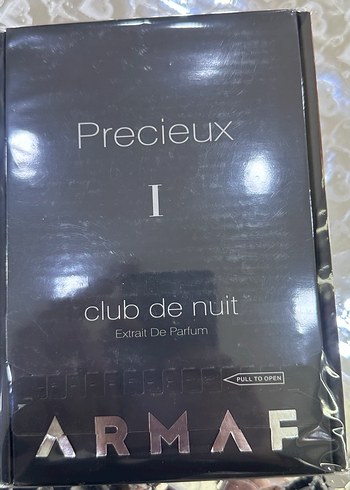 Precieux
I
club de nuit
Extrait De Parfum
PULL TO OPEN
ARMAF